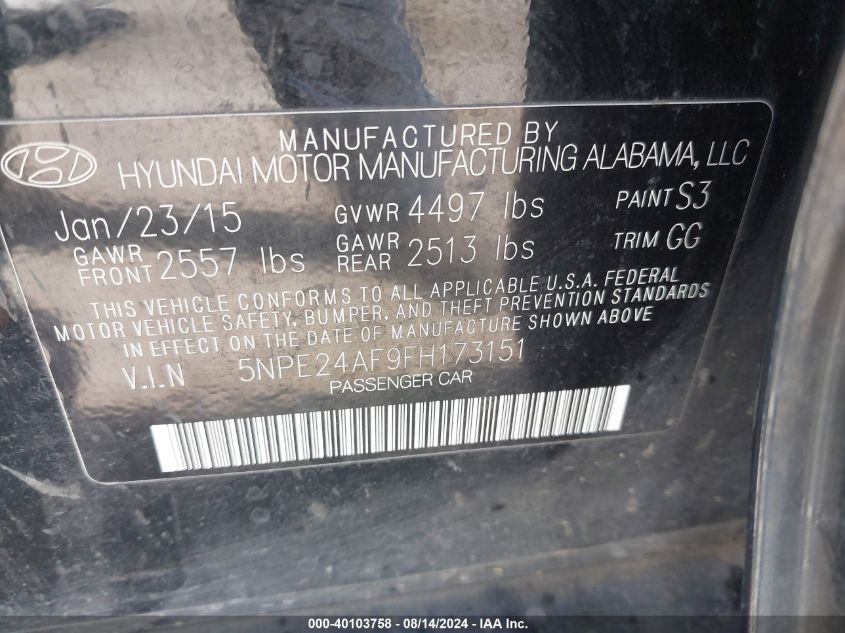 MANUFACTURED BY
HYUNDAI MOTOR MANUFACTURING ALABAMA, LLC
Jan/23/15 GVWR 4497 lbs PAINT S3
GAWR FRONT 2557 lbs GAWR REAR 2513 lbs TRIM GG
THIS VEHICLE CONFORMS TO ALL APPLICABLE U.S.A. FEDERAL
MOTOR VEHICLE SAFETY, BUMPER, AND THEFT PREVENTION STANDARDS
IN EFFECT ON THE DATE OF MANUFACTURE SHOWN ABOVE
V.I.N 5NPE24AF9FH173151
PASSENGER CAR
000-40103758 - 08/14/2024 - IAA Inc.